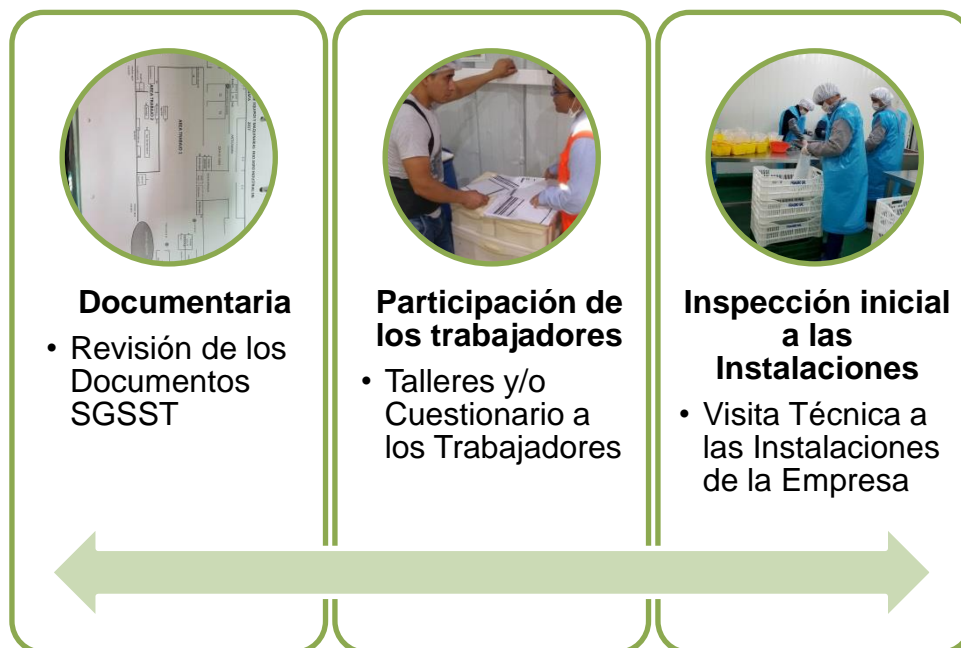 Documentaria
• Revisión de los
Documentos
SGSST
Participación de
los trabajadores
• Talleres y/o
Cuestionario a
los Trabajadores
Inspección inicial
a las
Instalaciones
• Visita Técnica a
las Instalaciones
de la Empresa